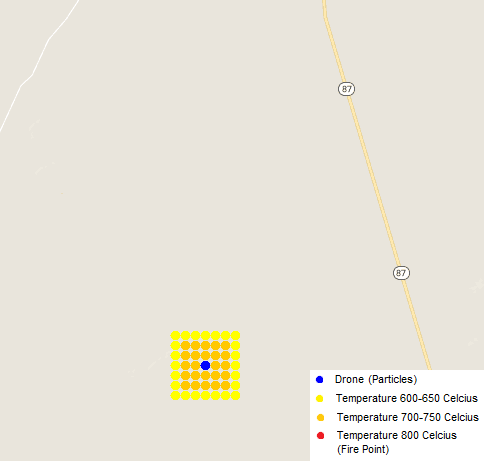 87
87
Drone (Particles)
Temperature 600-650 Celcius
Temperature 700-750 Celcius
Temperature 800 Celcius
(Fire Point)